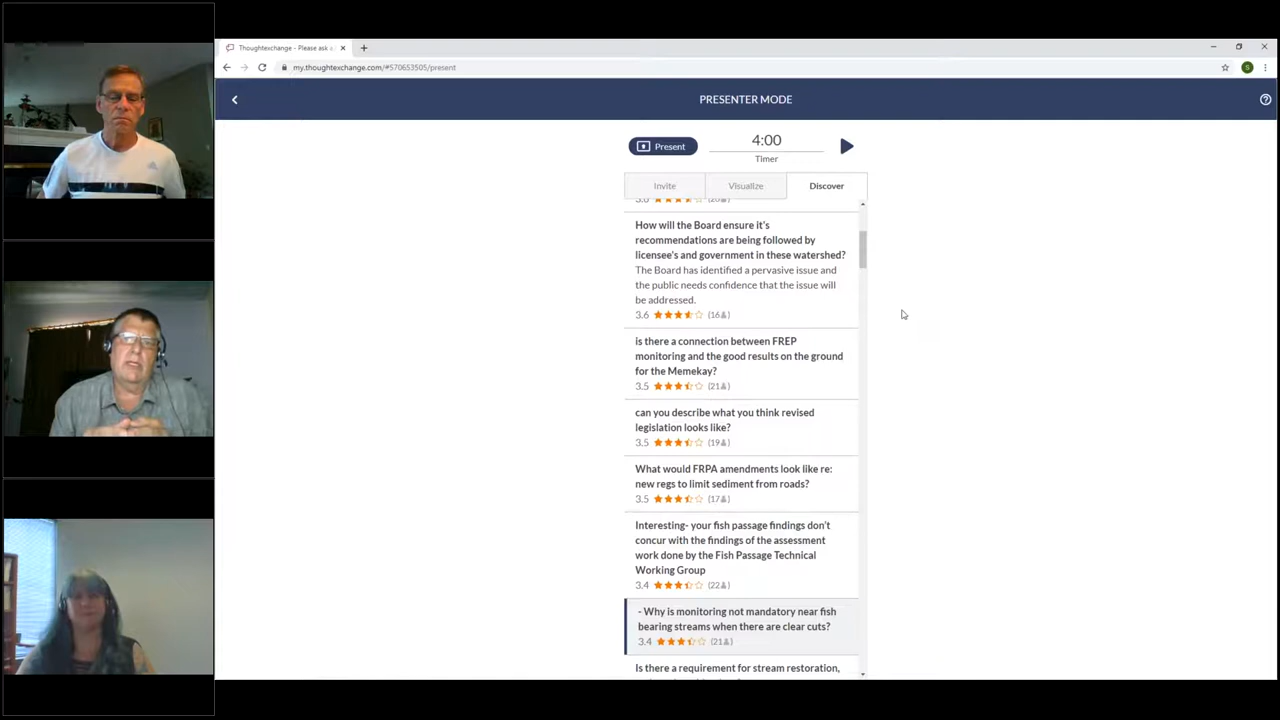 Thoughtexchange - Please ask a
my.thoughtexchange.com/#570653505/present
S
PRESENTER MODE
Present
4:00
Timer
Invite
Visualize
Discover
How will the Board ensure it's
recommendations are being followed by
licensee's and government in these watershed?
The Board has identified a pervasive issue and
the public needs confidence that the issue will
be addressed.
3.6 (16)
is there a connection between FREP
monitoring and the good results on the ground
for the Memekay?
3.5 (21)
can you describe what you think revised
legislation looks like?
3.5 (19)
What would FRPA amendments look like re:
new regs to limit sediment from roads?
3.5 (17)
Interesting- your fish passage findings don't
concur with the findings of the assessment
work done by the Fish Passage Technical
Working Group
3.4 (22)
- Why is monitoring not mandatory near fish
bearing streams when there are clear cuts?
3.4 (21)
Is there a requirement for stream restoration,